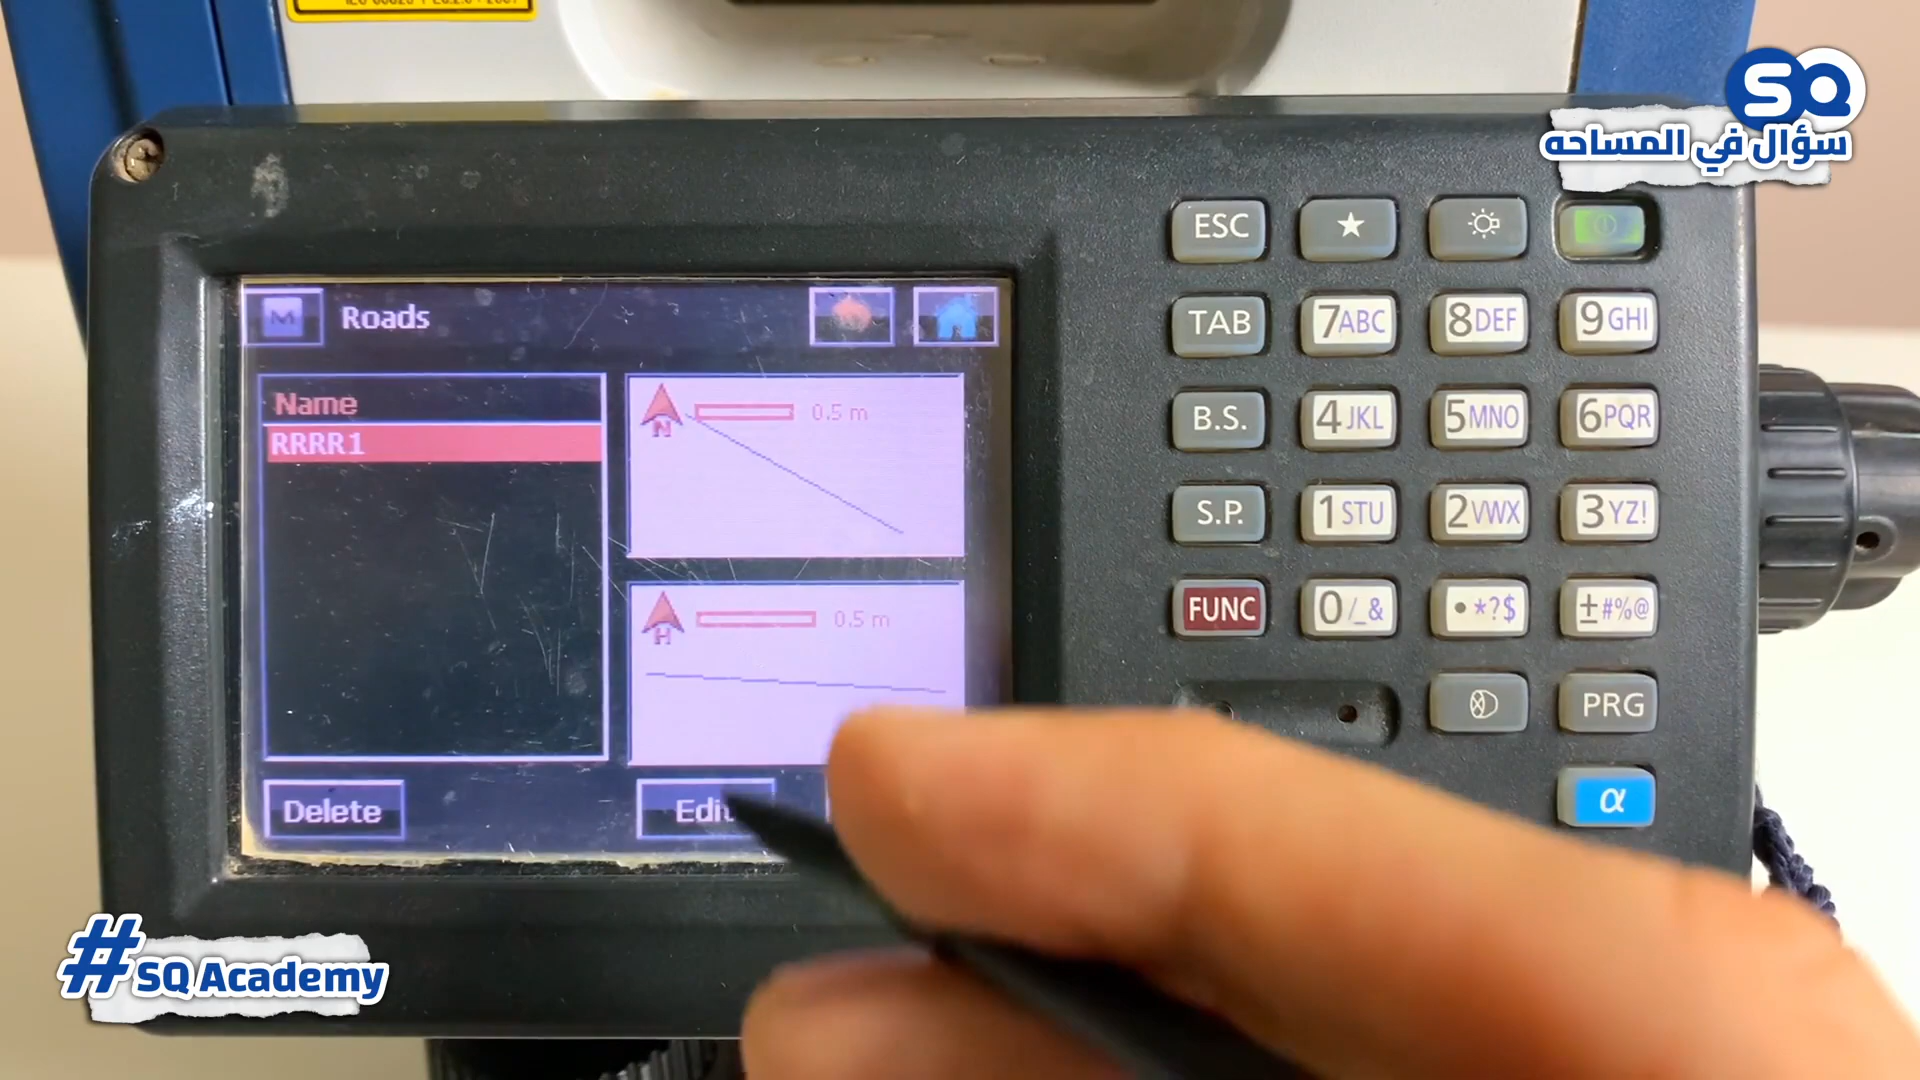 SQ
سؤال في المساحه
ESC
TAB
7ABC
8DEF
9GHI
B.S.
4JKL
5MNO
6PQR
S.P.
1STU
2VWX
3YZ!
FUNC
0/_&
•*?$
±#%@
PRG
α
M
Roads
Name
RRRR1
N
0.5 m
H
0.5 m
Delete
Edit
#SQ Academy